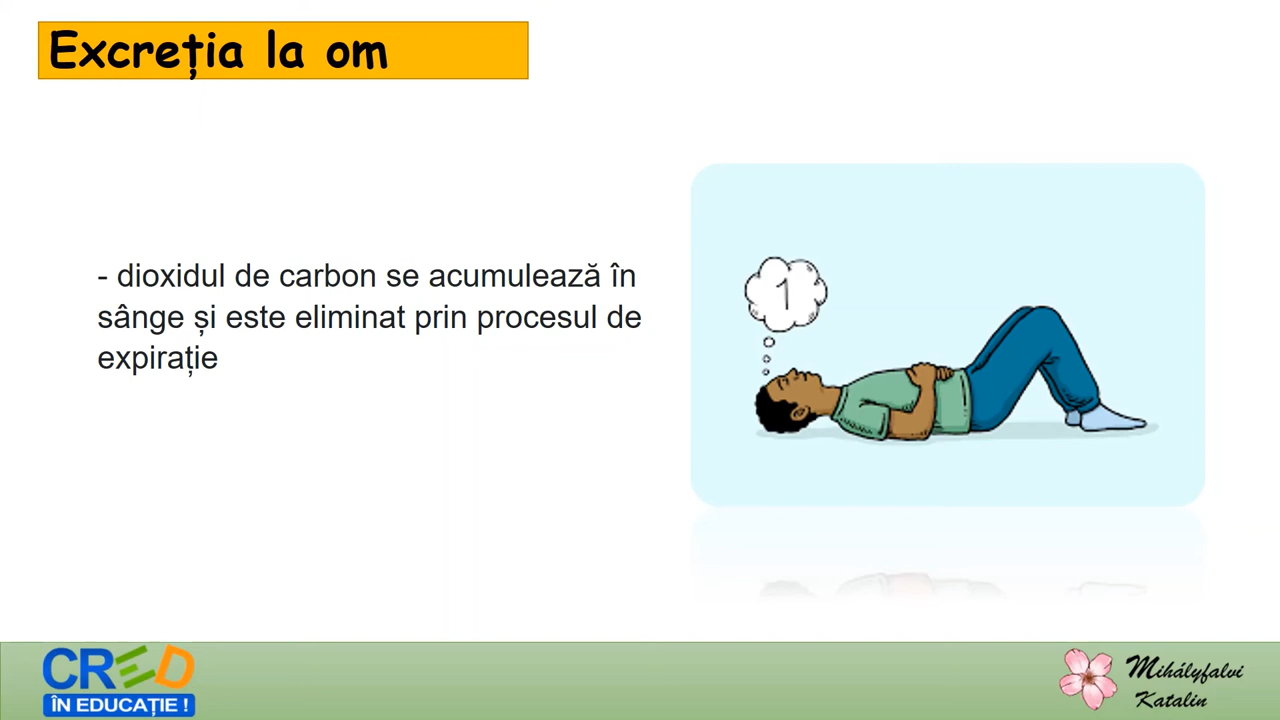 Excreția la om
- dioxidul de carbon se acumulează în
sânge și este eliminat prin procesul de
expirație
1
CRED
ÎN EDUCAȚIE !
Mihályfalvi
Katalin